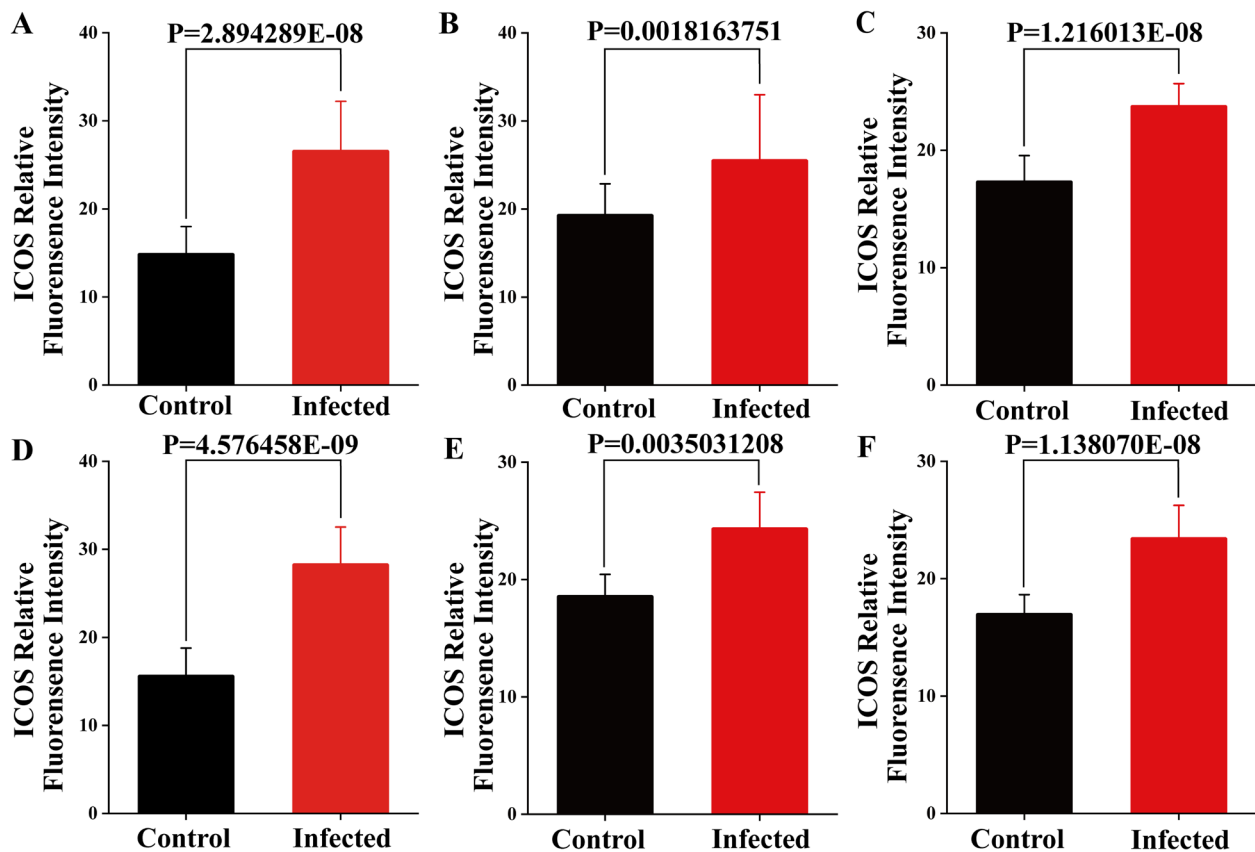 A
P=2.894289E-08
ICOS Relative
Fluorensence Intensity
40
30
20
10
0
Control
Infected
B
P=0.0018163751
ICOS Relative
Fluorensence Intensity
40
30
20
10
0
Control
Infected
C
P=1.216013E-08
ICOS Relative
Fluorensence Intensity
30
20
10
0
Control
Infected
D
P=4.576458E-09
ICOS Relative
Fluorensence Intensity
40
30
20
10
0
Control
Infected
E
P=0.0035031208
ICOS Relative
Fluorensence Intensity
30
20
10
0
Control
Infected
F
P=1.138070E-08
ICOS Relative
Fluorensence Intensity
30
20
10
0
Control
Infected